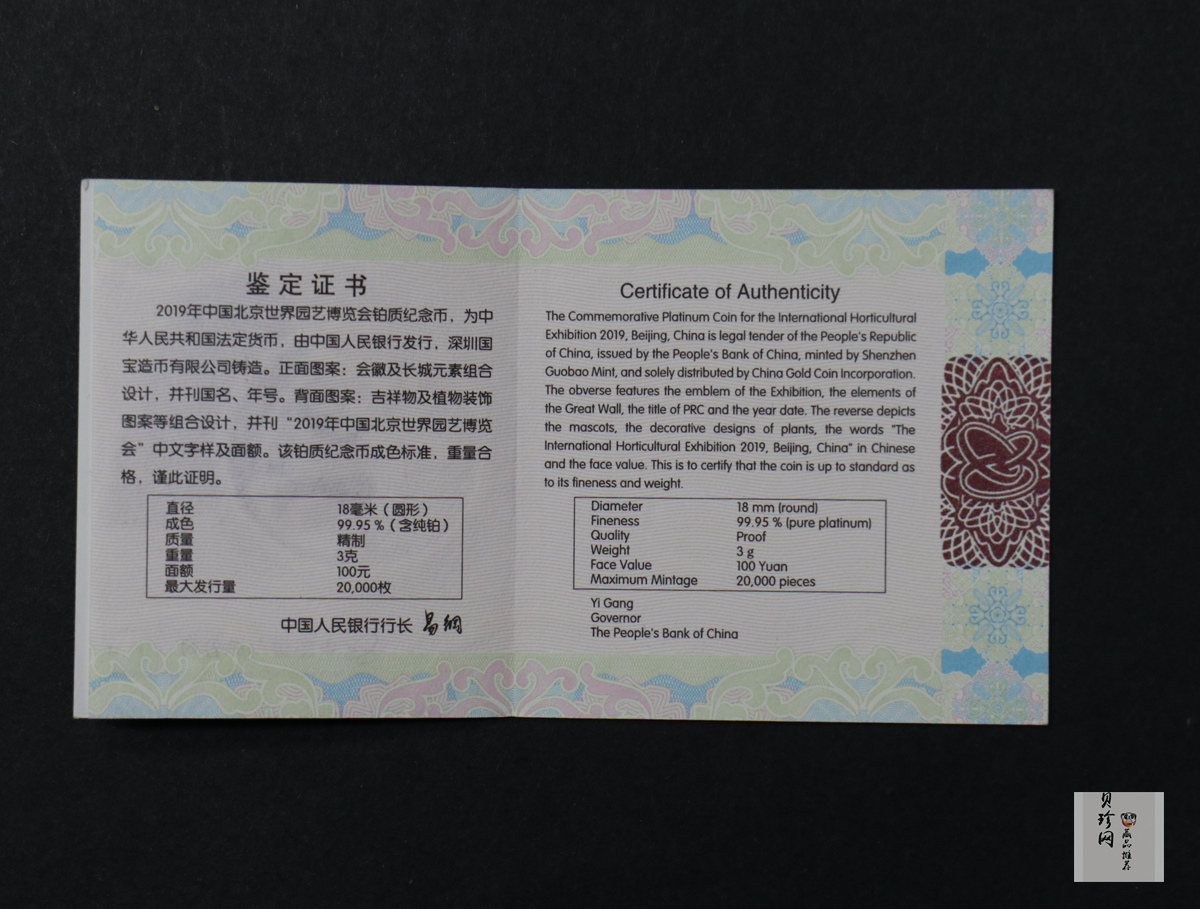 鉴定证书
2019年中国北京世界园艺博览会铂质纪念币，为中
华人民共和国法定货币，由中国人民银行发行，深圳国
宝造币有限公司铸造。正面图案：会徽及长城元素组合
设计，并刊国名、年号。背面图案：吉祥物及植物装饰
图案等组合设计，并刊“2019年中国北京世界园艺博览
会”中文字样及面额。该铂质纪念币成色标准，重量合
格，谨此证明。
直径 18毫米（圆形）
成色 99.95 %（含纯铂）
质量 精制
重量 3克
面额 100元
最大发行量 20,000枚
中国人民银行行长 易纲
Certificate of Authenticity
The Commemorative Platinum Coin for the International Horticultural
Exhibition 2019, Beijing, China is legal tender of the People's Republic
of China, issued by the People's Bank of China, minted by Shenzhen
Guobao Mint, and solely distributed by China Gold Coin Incorporation.
The obverse features the emblem of the Exhibition, the elements of
the Great Wall, the title of PRC and the year date. The reverse depicts
the mascots, the decorative designs of plants, the words "The
International Horticultural Exhibition 2019, Beijing, China" in Chinese
and the face value. This is to certify that the coin is up to standard as
to its fineness and weight.
Diameter 18 mm (round)
Fineness 99.95 % (pure platinum)
Quality Proof
Weight 3 g
Face Value 100 Yuan
Maximum Mintage 20,000 pieces
Yi Gang
Governor
The People's Bank of China
贝珍网
藏品推荐